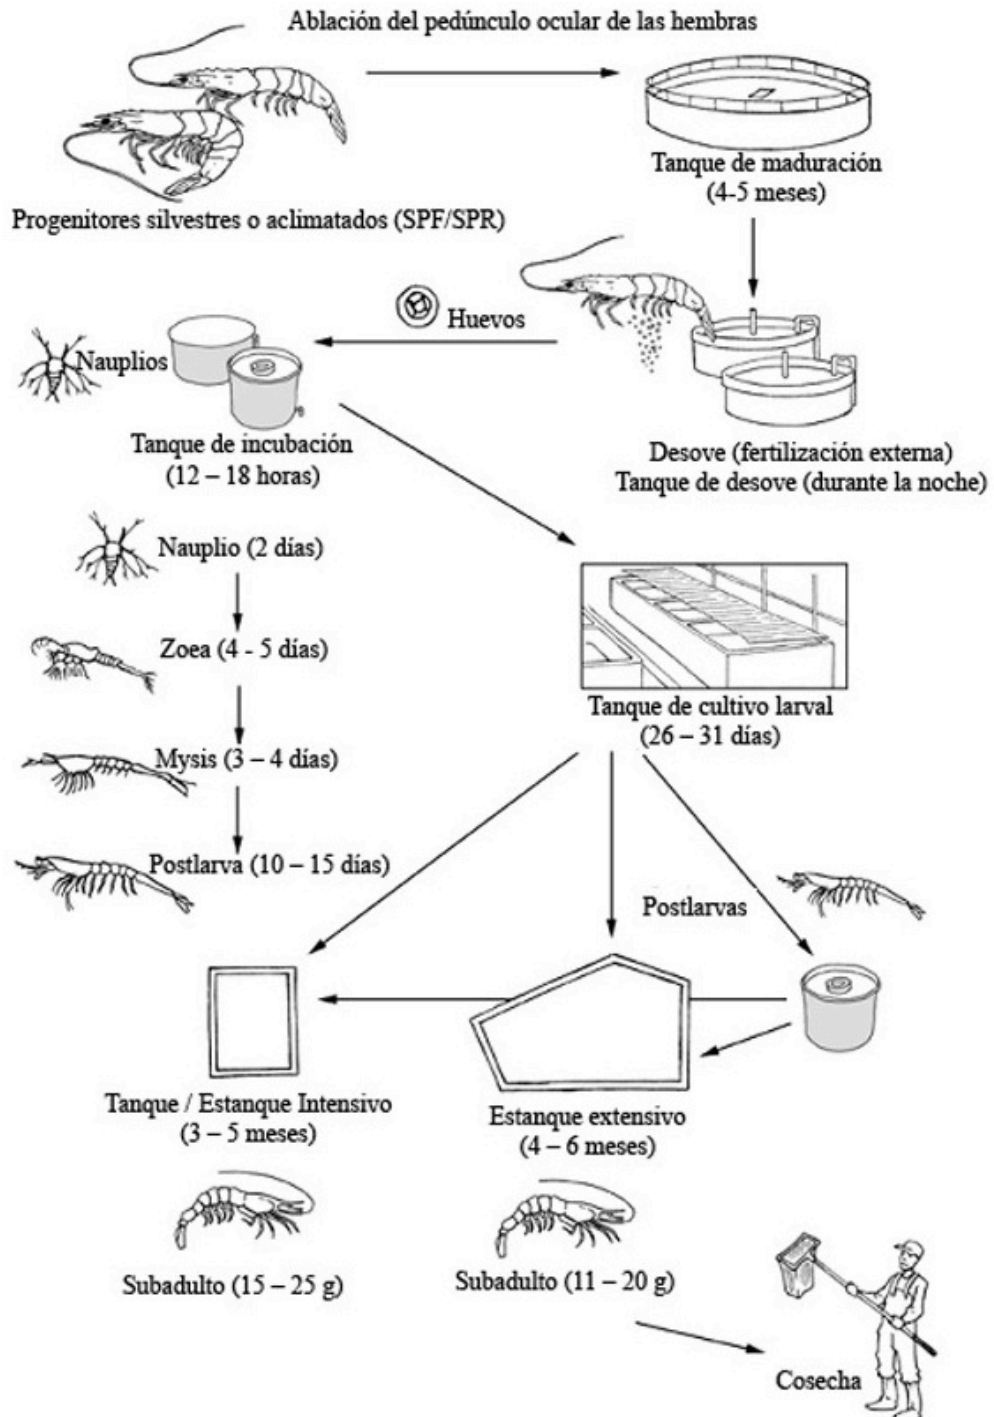 Ablación del pedúnculo ocular de las hembras
Tanque de maduración
(4-5 meses)
Progenitores silvestres o aclimatados (SPF/SPR)
Huevos
Nauplios
Tanque de incubación
(12 – 18 horas)
Desove (fertilización externa)
Tanque de desove (durante la noche)
Nauplio (2 días)
Zoea (4 - 5 días)
Mysis (3 – 4 días)
Postlarva (10 – 15 días)
Tanque de cultivo larval
(26 – 31 días)
Postlarvas
Tanque / Estanque Intensivo
(3 – 5 meses)
Estanque extensivo
(4 – 6 meses)
Subadulto (15 – 25 g)
Subadulto (11 – 20 g)
Cosecha